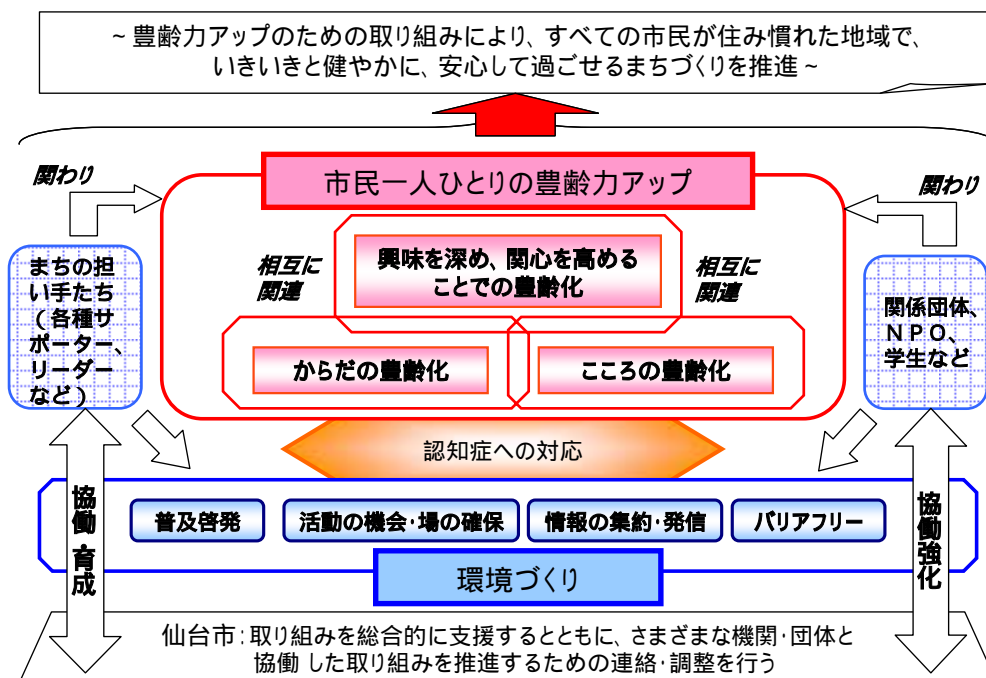 ~豊齢力アップのための取り組みにより、すべての市民が住み慣れた地域で、
いきいきと健やかに、安心して過ごせるまちづくりを推進~
関わり
市民一人ひとりの豊齢力アップ
関わり
まちの担
い手たち
(各種サ
ポーター、
リーダー
など)
相互に
関連
興味を深め、関心を高める
ことでの豊齢化
相互に
関連
関係団体、
NPO、
学生など
からだの豊齢化
こころの豊齢化
認知症への対応
協働・育成
普及啓発
活動の機会・場の確保
情報の集約・発信
バリアフリー
協働強化
環境づくり
仙台市:取り組みを総合的に支援するとともに、さまざまな機関・団体と
協働した取り組みを推進するための連絡・調整を行う